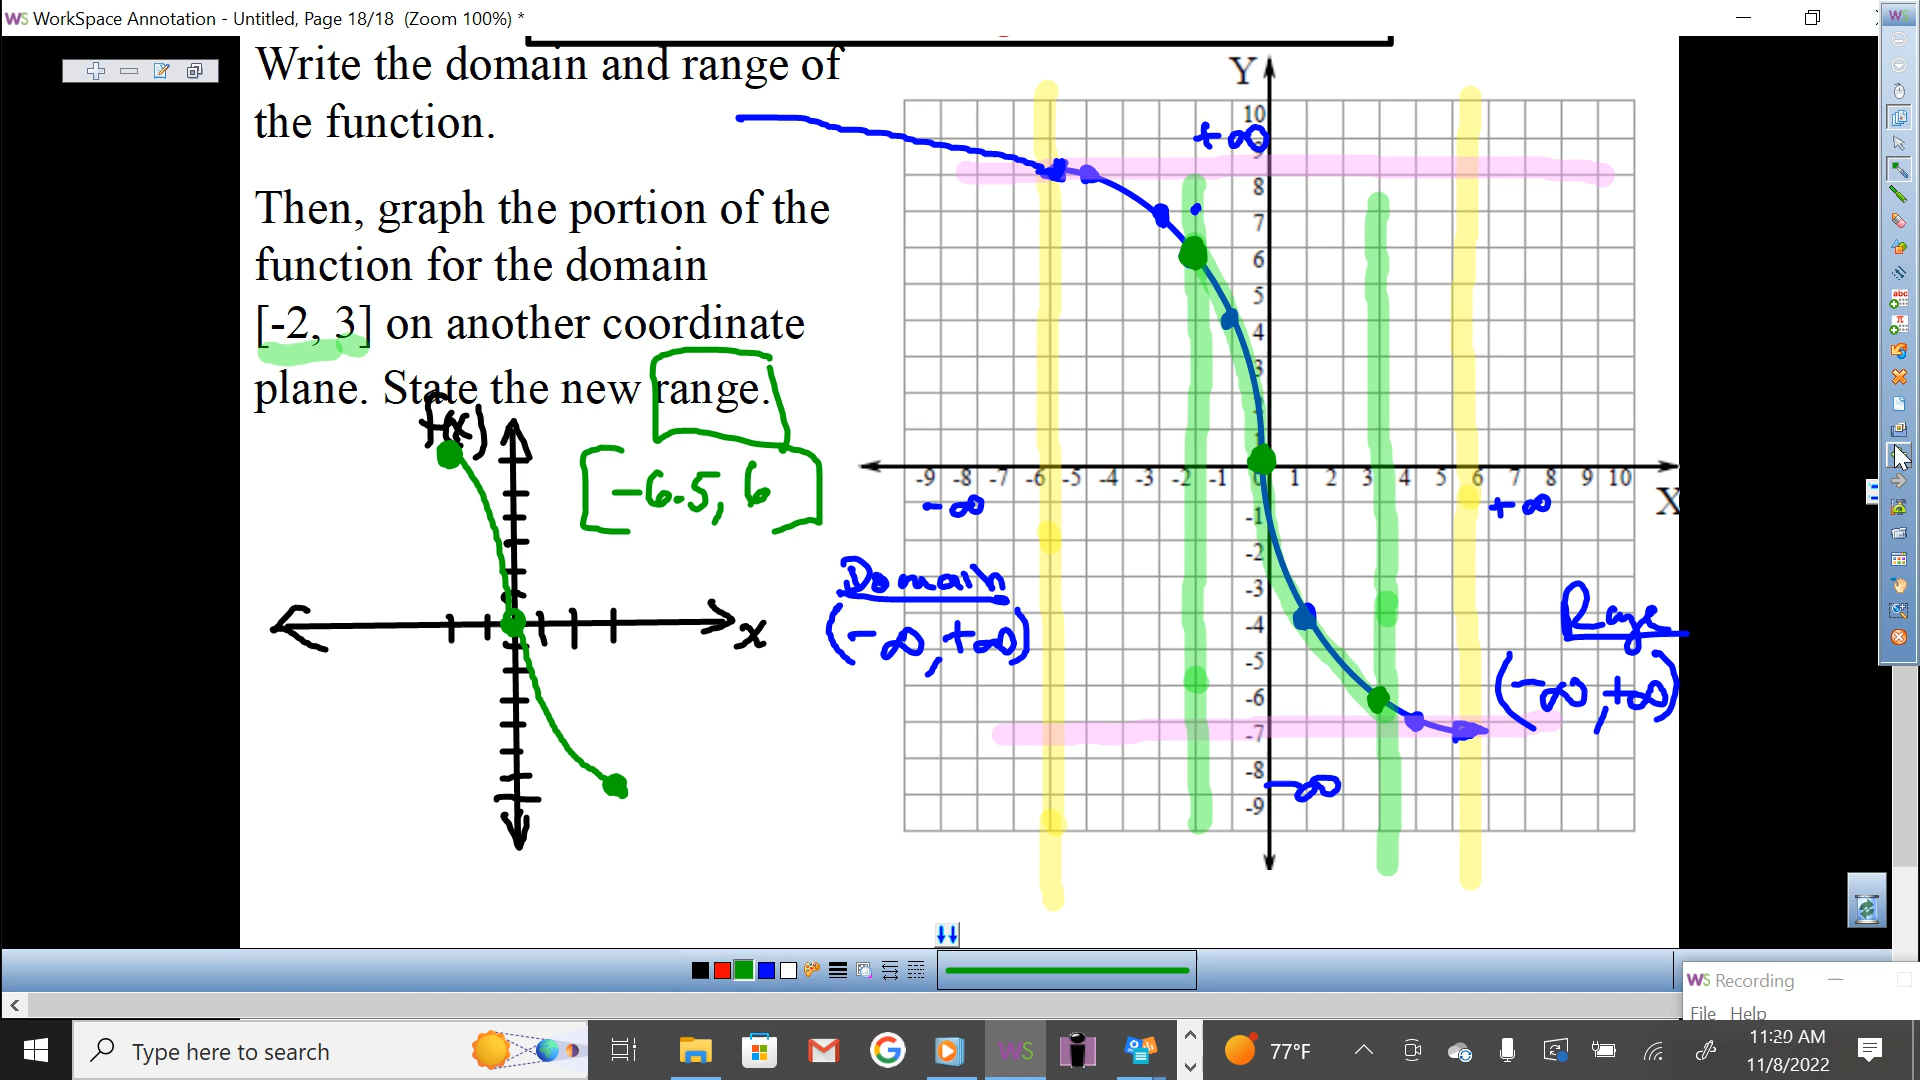 WS WorkSpace Annotation - Untitled, Page 18/18 (Zoom 100%) *
Write the domain and range of
the function.
Then, graph the portion of the
function for the domain
[-2, 3] on another coordinate
plane. State the new range.
f(x)
[-6.5, 6]
x
Y
+∞
10
9
8
7
6
5
4
3
1
-9 -8 -7 -6 -5 -4 -3 -2 -1 0 1 2 3 4 5 6 7 8 9 10
X
-∞
+∞
-1
-2
-3
-4
-5
-6
-7
-8
-9
-∞
Domain
(-∞, +∞)
Range
(-∞, +∞)
WS Recording
File Help
Type here to search
77°F
11:20 AM
11/8/2022